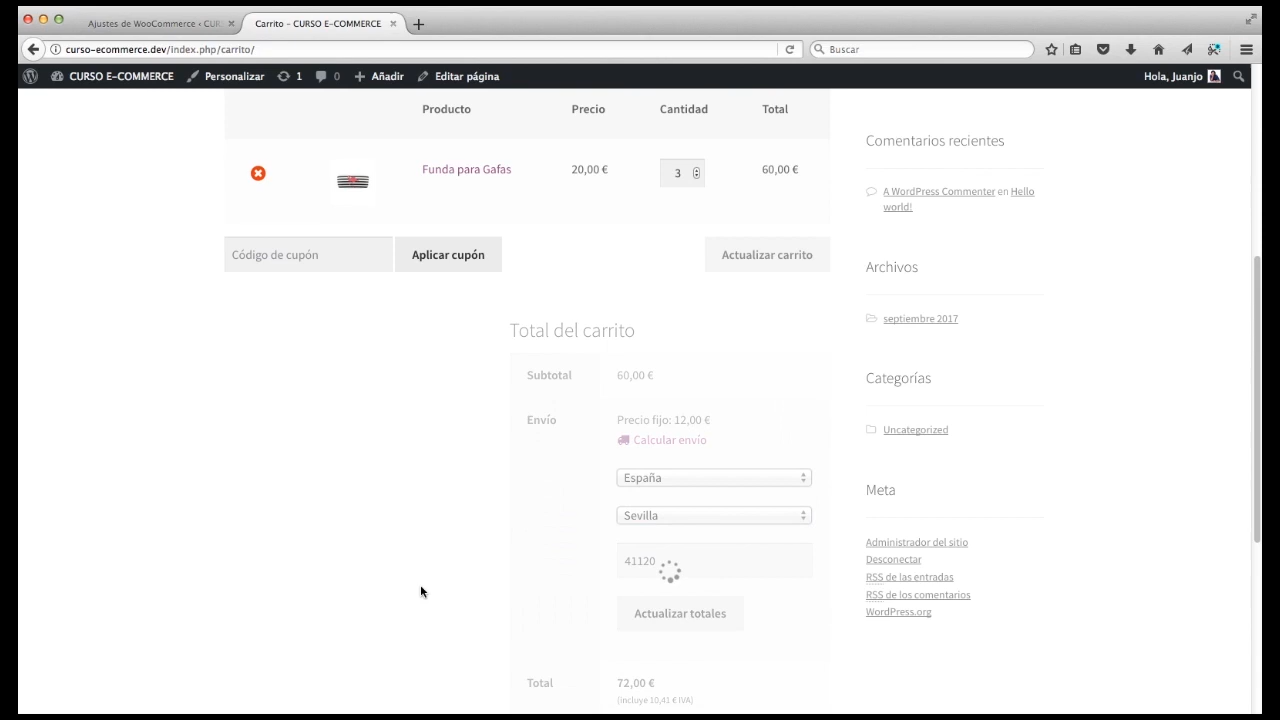 Ajustes de WooCommerce ‹ CUR
Carrito – CURSO E-COMMERCE
curso-ecommerce.dev/index.php/carrito/
Buscar
CURSO E-COMMERCE
Personalizar
1
0
Añadir
Editar página
Hola, Juanjo
Producto
Precio
Cantidad
Total
Funda para Gafas
20,00 €
3
60,00 €
Código de cupón
Aplicar cupón
Actualizar carrito
Total del carrito
Subtotal
60,00 €
Envío
Precio fijo: 12,00 €
Calcular envío
España
Sevilla
41120
Actualizar totales
Total
72,00 €
(incluye 10,41 € IVA)
Comentarios recientes
A WordPress Commenter en Hello
world!
Archivos
septiembre 2017
Categorías
Uncategorized
Meta
Administrador del sitio
Desconectar
RSS de las entradas
RSS de los comentarios
WordPress.org